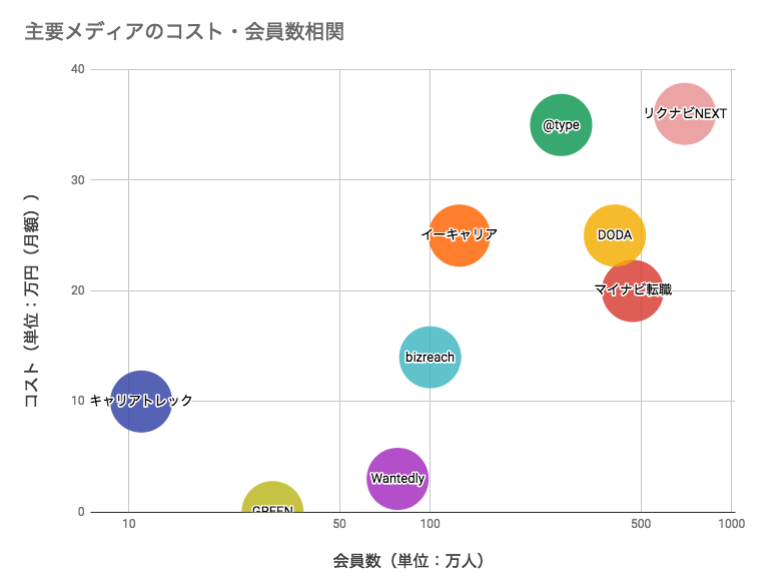 主要メディアのコスト・会員数相関
コスト（単位：万円（月額））
40
30
20
10
0
@type
リクナビNEXT
イーキャリア
DODA
マイナビ転職
bizreach
キャリアトレック
Wantedly
GREEN
10
50
100
500
1000
会員数（単位：万人）